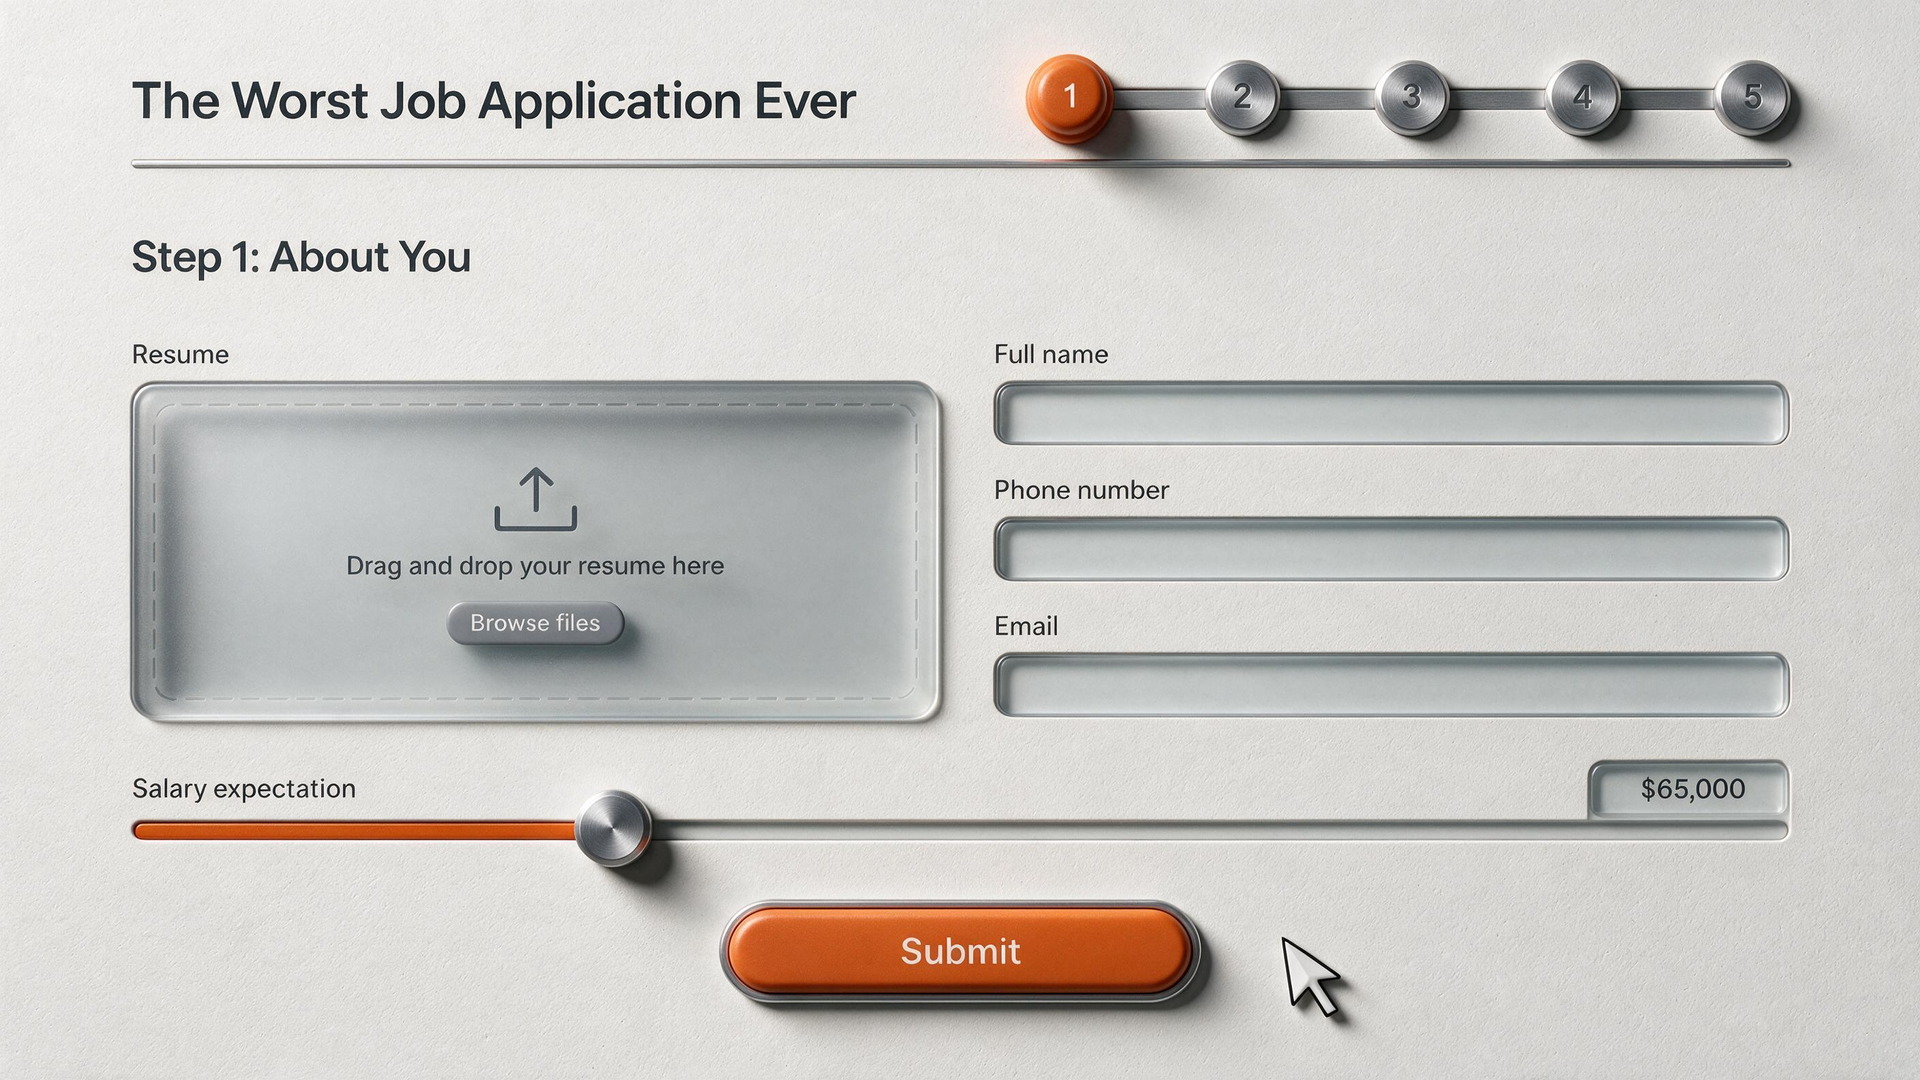 The Worst Job Application Ever
1 2 3 4 5
Step 1: About You
Resume
Drag and drop your resume here
Browse files
Full name
Phone number
Email
Salary expectation
$65,000
Submit